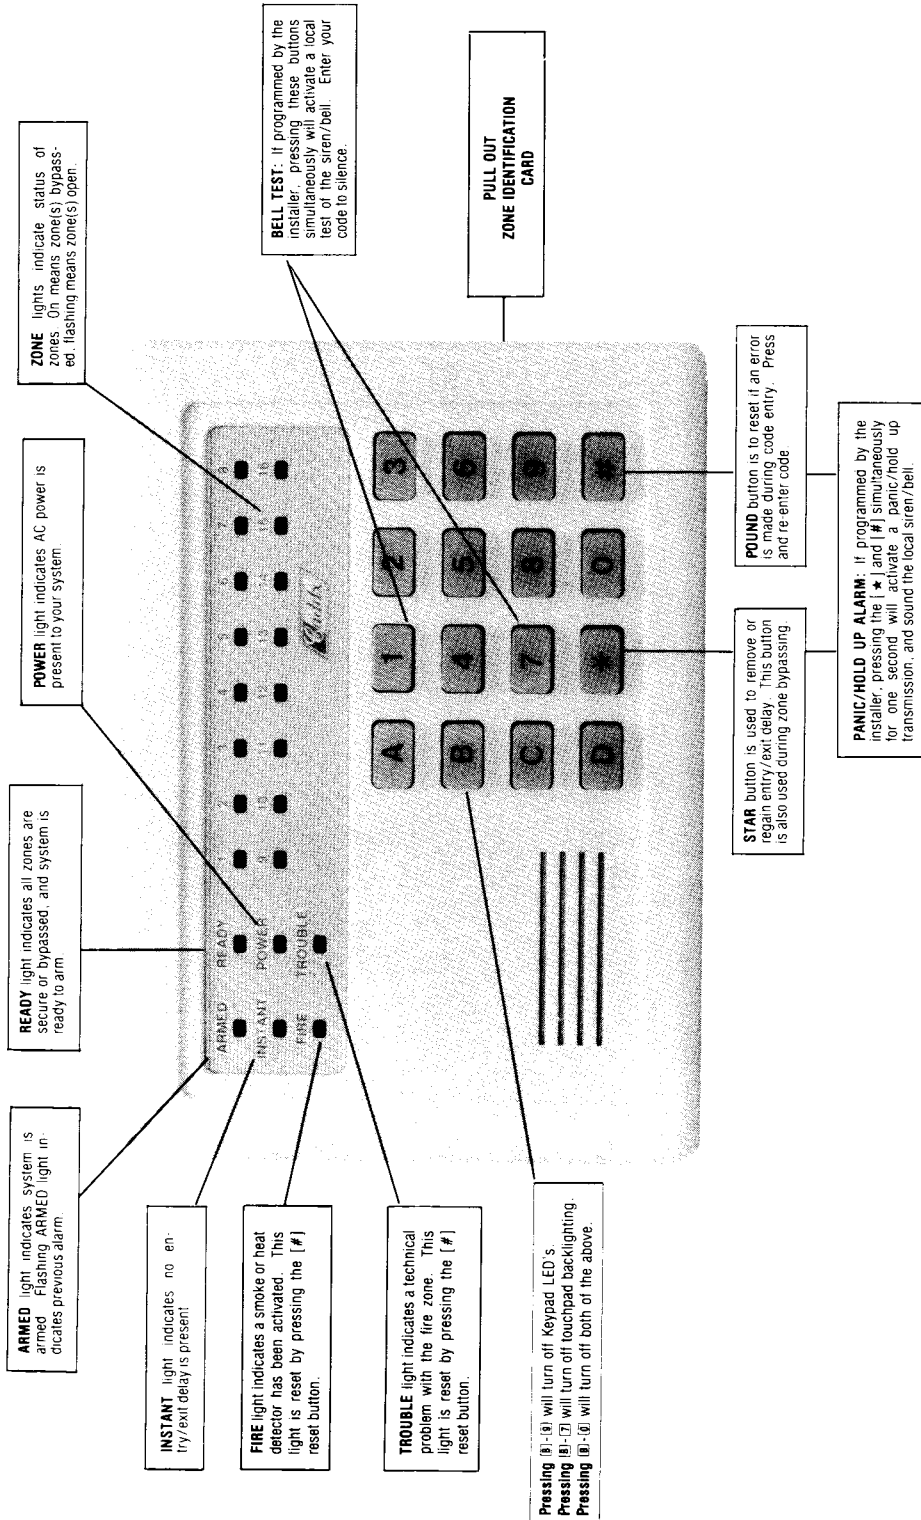 ARMED light indicates system is
armed Flashing ARMED light in-
dicates previous alarm.
READY light indicates all zones are
secure or bypassed, and system is
ready to arm
POWER light indicates AC power is
present to your system.
ZONE lights indicate status of
zones On means zone(s) bypass-
ed, flashing means zone(s) open.
INSTANT light indicates no en-
try/exit delay is present
FIRE light indicates a smoke or heat
detector has been activated. This
light is reset by pressing the [#]
reset button.
TROUBLE light indicates a technical
problem with the fire zone. This
light is reset by pressing the [#]
reset button.
Pressing [B]-[9] will turn off Keypad LED's.
Pressing [B]-[7] will turn off touchpad backlighting.
Pressing [B]-[0] will turn off both of the above.
BELL TEST: If programmed by the
installer, pressing these buttons
simultaneously will activate a local
test of the siren/bell. Enter your
code to silence.
PULL OUT
ZONE IDENTIFICATION
CARD
ARMED READY 1 2 3 4 5 6 7 8
INSTANT POWER 9 10 11 12 13 14 15 16
FIRE TROUBLE
A 1 2 3
B 4 5 6
C 7 8 9
D * 0 #
STAR button is used to remove or
regain entry/exit delay. This button
is also used during zone bypassing.
POUND button is to reset if an error
is made during code entry. Press
and re-enter code.
PANIC/HOLD UP ALARM: If programmed by the
installer, pressing the [★] and [#] simultaneously
for one second will activate a panic/hold up
transmission, and sound the local siren/bell.